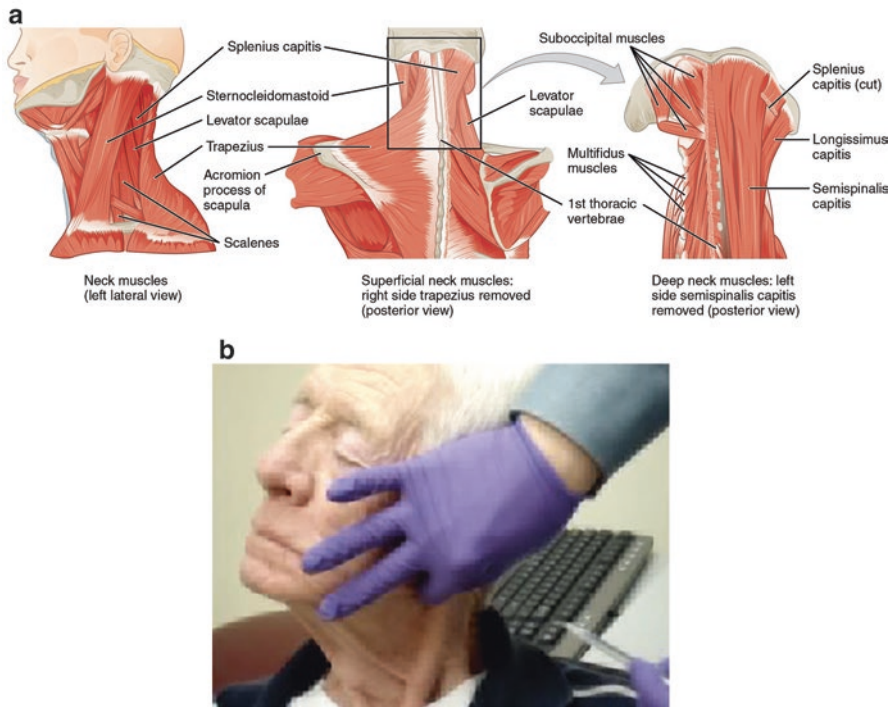 a
Splenius capitis
Sternocleidomastoid
Levator scapulae
Trapezius
Acromion
process of
scapula
Scalenes
Neck muscles
(left lateral view)
Levator
scapulae
1st thoracic
vertebrae
Superficial neck muscles:
right side trapezius removed
(posterior view)
Suboccipital muscles
Splenius
capitis (cut)
Multifidus
muscles
Longissimus
capitis
Semispinalis
capitis
Deep neck muscles: left
side semispinalis capitis
removed (posterior view)
b